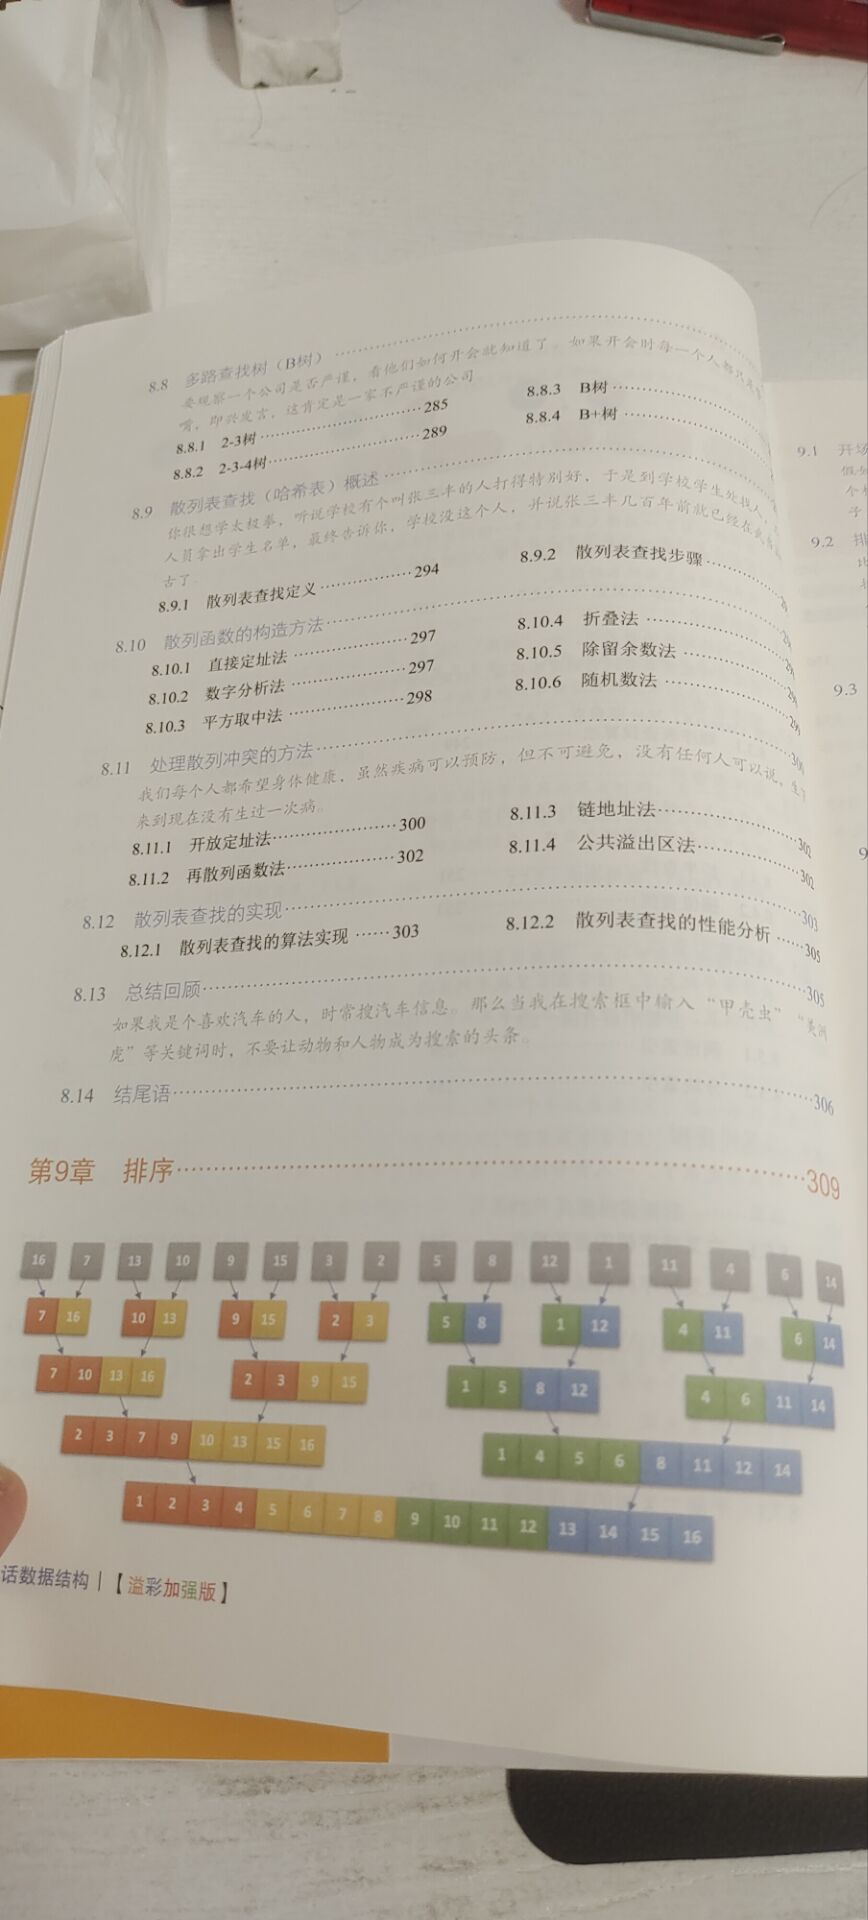 8.8 多路查找树（B树）
要观察一个公司是否严谨，看他们如何开会就知道了。如果开会时每一个人都只是
嘴，即兴发言，这肯定是一家不严谨的公司
8.8.1 2-3树 285 8.8.3 B树
8.8.2 2-3-4树 289 8.8.4 B+树
8.9 散列表查找（哈希表）概述
你很想学太极拳，听说学校有个叫张三丰的人打得特别好，于是到学校学生处找人，
人员拿出学生名单，最终告诉你，学校没这个人，并说张三丰几百年前就已经在武当
古了。
8.9.1 散列表查找定义 294 8.9.2 散列表查找步骤
8.10 散列函数的构造方法
8.10.1 直接定址法 297 8.10.4 折叠法
8.10.2 数字分析法 297 8.10.5 除留余数法
8.10.3 平方取中法 298 8.10.6 随机数法
8.11 处理散列冲突的方法
我们每个人都希望身体健康，虽然疾病可以预防，但不可避免，没有任何人可以说，生下
来到现在没有生过一次病。
8.11.1 开放定址法 300 8.11.3 链地址法 302
8.11.2 再散列函数法 302 8.11.4 公共溢出区法 302
8.12 散列表查找的实现 303
8.12.1 散列表查找的算法实现 303 8.12.2 散列表查找的性能分析 305
8.13 总结回顾 305
如果我是个喜欢汽车的人，时常搜汽车信息。那么当我在搜索框中输入“甲壳虫”“美洲
虎”等关键词时，不要让动物和人物成为搜索的头条。
8.14 结尾语 306
第9章 排序 309
16 7 13 10 9 15 3 2 5 8 12 1 11 4 6 14
7 16 10 13 9 15 2 3 5 8 1 12 4 11 6 14
7 10 13 16 2 3 9 15 1 5 8 12 4 6 11 14
2 3 7 9 10 13 15 16 1 4 5 6 8 11 12 14
1 2 3 4 5 6 7 8 9 10 11 12 13 14 15 16
话数据结构 | 【溢彩加强版】
9.1 开场
个
子
9.2 排
9.3